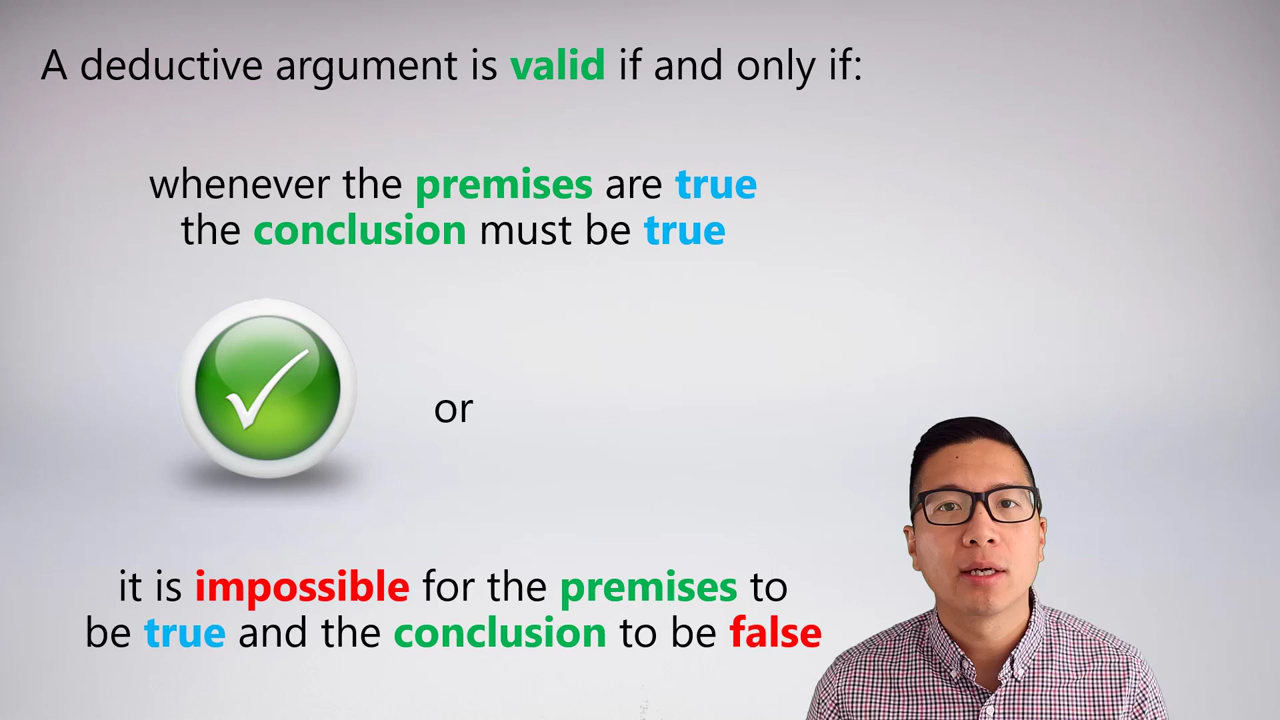 A deductive argument is valid if and only if:
whenever the premises are true
the conclusion must be true
or
it is impossible for the premises to
be true and the conclusion to be false